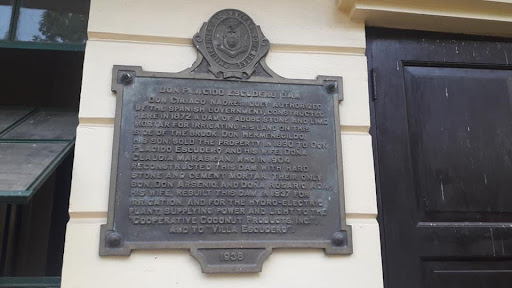 DON PLACIDO ESCUDERO DAM
DON CIRIACO NADRES, DULY AUTHORIZED
BY THE SPANISH GOVERNMENT, CONSTRUCTED
HERE IN 1872 A DAM OF ADOBE STONE AND LIME
MORTAR FOR IRRIGATING HIS LAND ON THIS
SIDE OF THE BROOK. DON HERMENEGILDO,
HIS SON, SOLD THE PROPERTY IN 1890 TO DON
PLACIDO ESCUDERO AND HIS WIFE, DOÑA
CLAUDIA MARASIGAN, WHO IN 1904
RECONSTRUCTED THIS DAM WITH HARD
STONE AND CEMENT MORTAR. THEIR ONLY
SON, DON ARSENIO, AND DOÑA ROSARIO
HIS WIFE, REBUILT THIS DAM IN 1937 FOR
IRRIGATION AND FOR THE HYDRO-ELECTRIC
PLANT SUPPLYING POWER AND LIGHT TO THE
"COOPERATIVE COCONUT PRODUCTS, INC."
AND TO "VILLA ESCUDERO"
1938